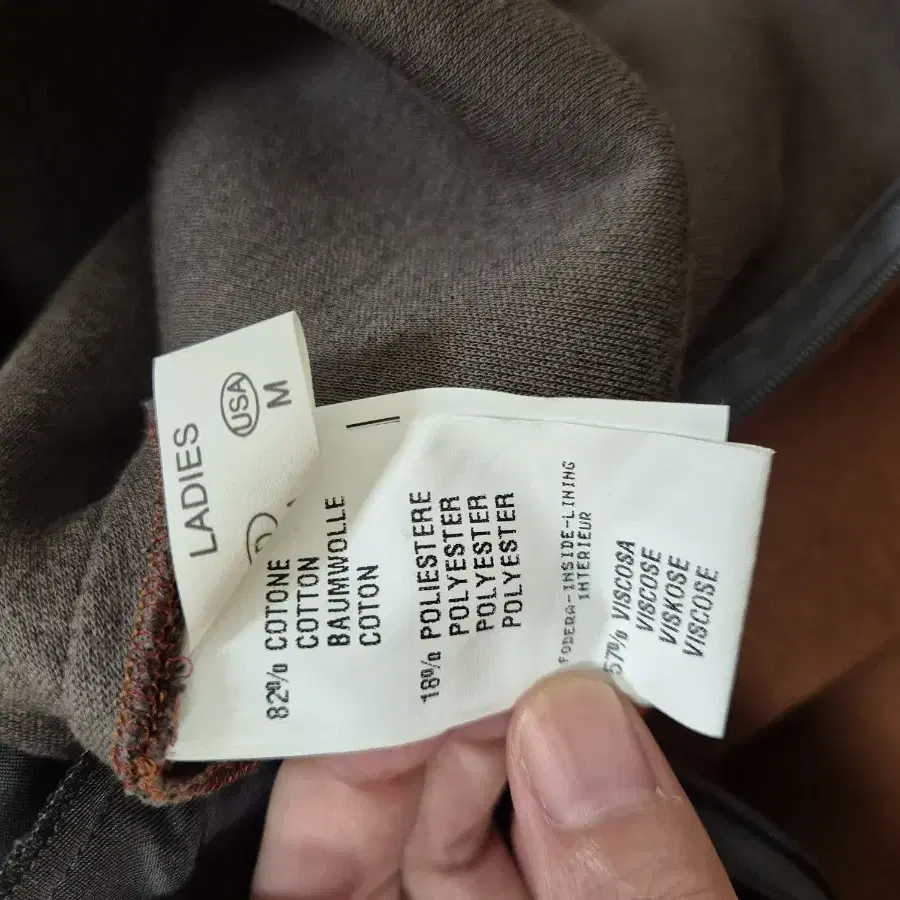 LADIES
USA
M
82% COTONE
COTTON
BAUMWOLLE
COTON
18% POLIESTERE
POLYESTER
POLYESTER
POLYESTER
FODERA-INSIDE-LINING
INTERIEUR
57% VISCOSA
VISCOSE
VISKOSE
VISCOSE